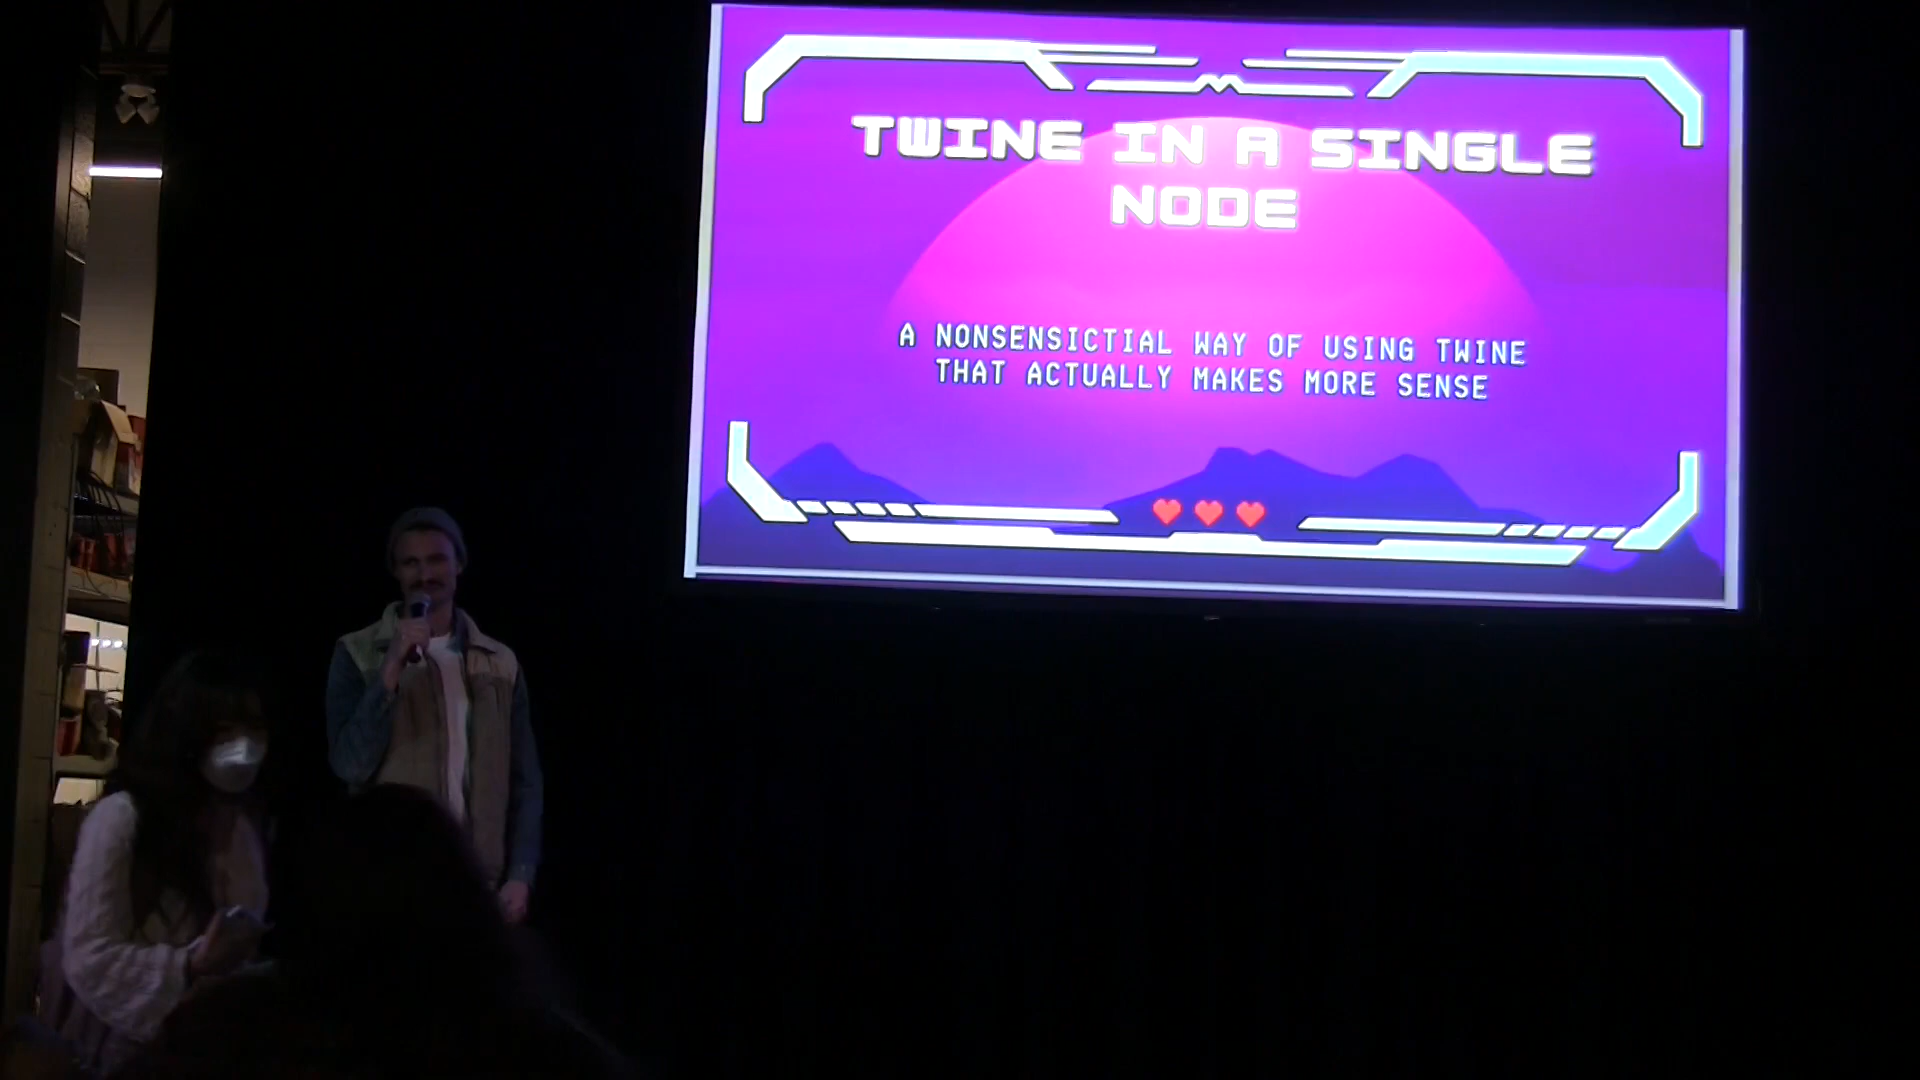 TWINE IN A SINGLE
NODE
A NONSENSICTIAL WAY OF USING TWINE
THAT ACTUALLY MAKES MORE SENSE